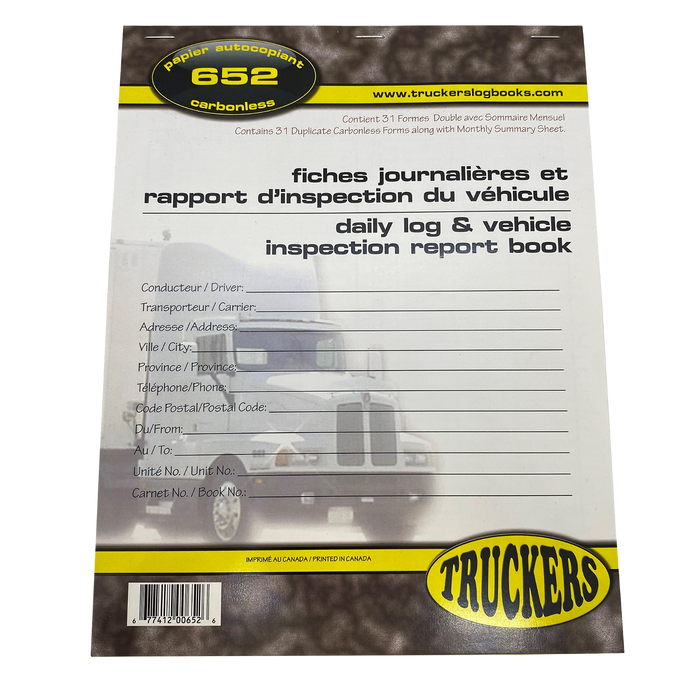 papier autocopiant
652
carbonless
www.truckerslogbooks.com
Contient 31 Formes Double avec Sommaire Mensuel
Contains 31 Duplicate Carbonless Forms along with Monthly Summary Sheet.
fiches journalières et
rapport d'inspection du véhicule
daily log & vehicle
inspection report book
Conducteur / Driver:
Transporteur / Carrier:
Adresse /Address:
Ville / City:
Province / Province:
Téléphone/Phone:
Code Postal/Postal Code:
Du/From:
Au / To:
Unité No. / Unit No.:
Carnet No. / Book No.:
IMPRIMÉ AU CANADA / PRINTED IN CANADA
TRUCKERS
6 77412 00652 6